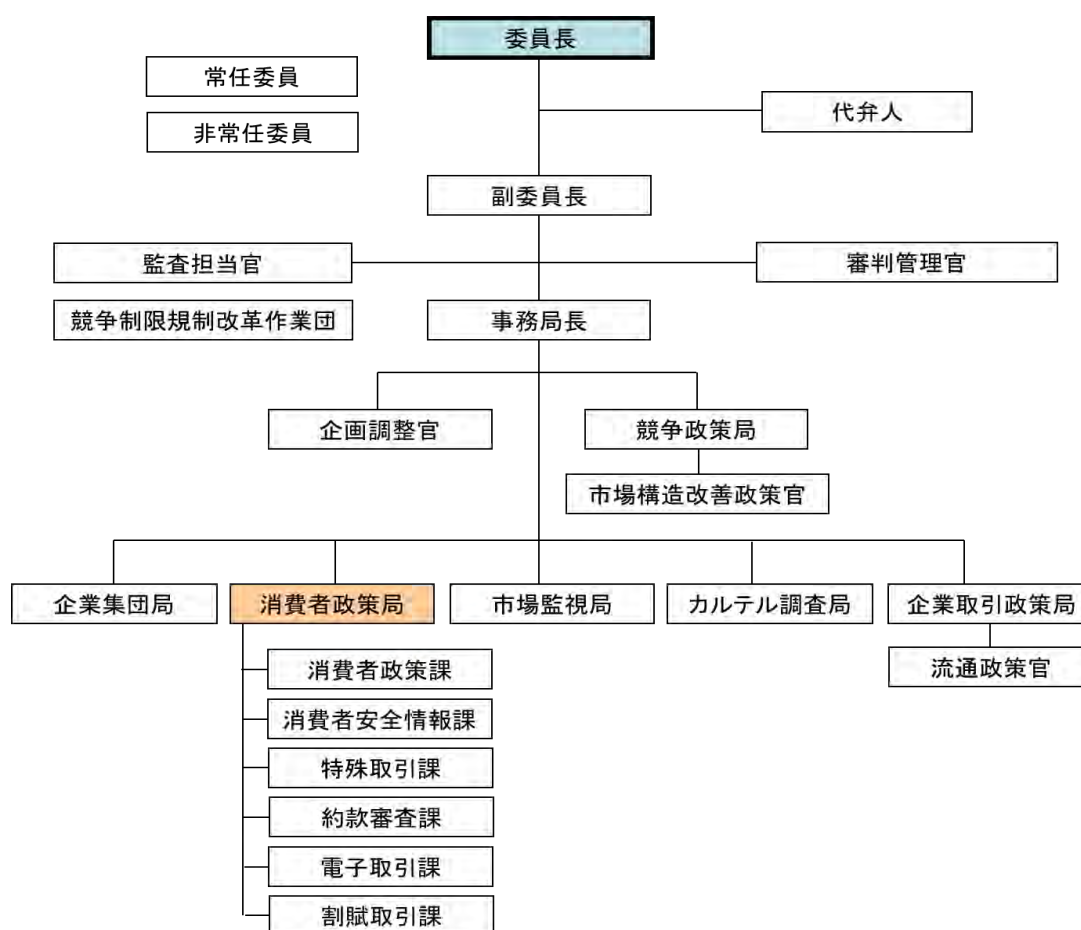 委員長
常任委員
代弁人
非常任委員
副委員長
監査担当官
審判管理官
競争制限規制改革作業団
事務局長
企画調整官
競争政策局
市場構造改善政策官
企業集団局
消費者政策局
市場監視局
カルテル調査局
企業取引政策局
消費者政策課
流通政策官
消費者安全情報課
特殊取引課
約款審査課
電子取引課
割賦取引課